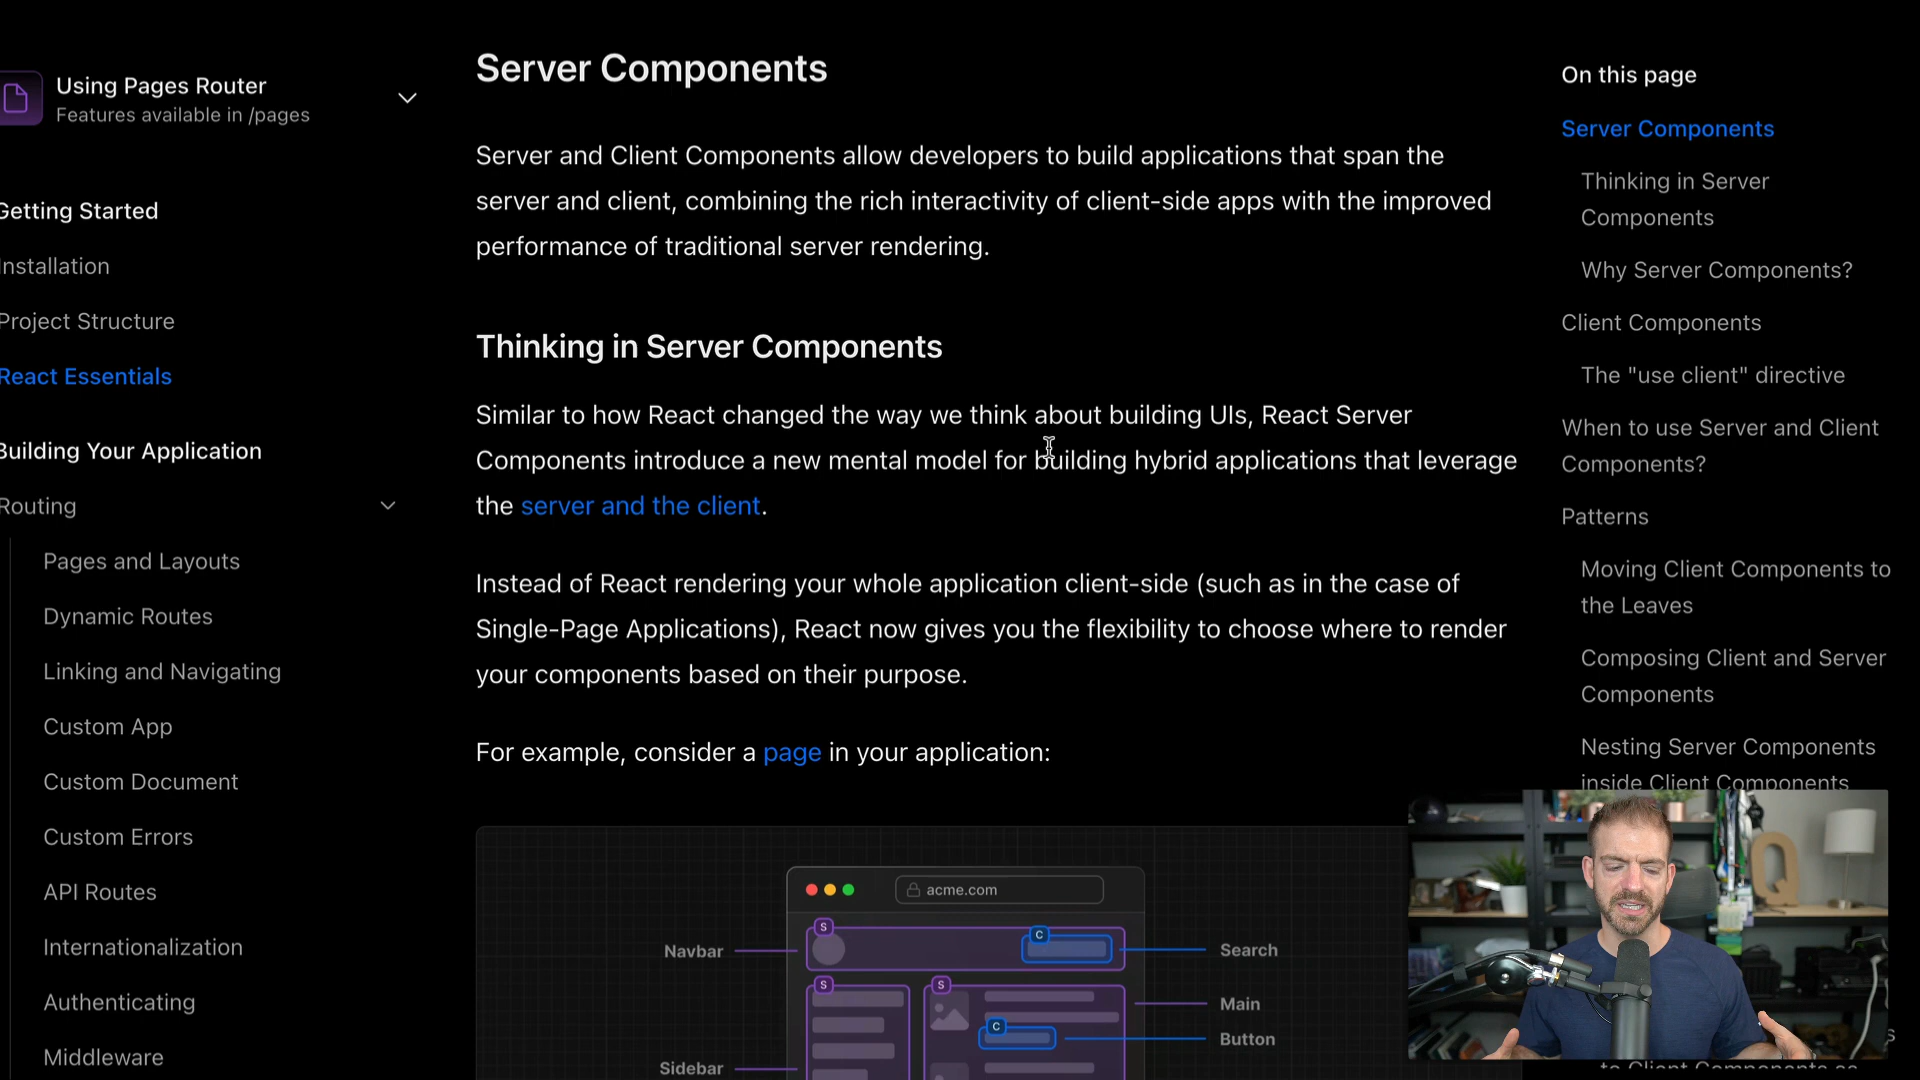 Using Pages Router
Features available in /pages
Getting Started
Installation
Project Structure
React Essentials
Building Your Application
Routing
Pages and Layouts
Dynamic Routes
Linking and Navigating
Custom App
Custom Document
Custom Errors
API Routes
Internationalization
Authenticating
Middleware
Server Components
Server and Client Components allow developers to build applications that span the
server and client, combining the rich interactivity of client-side apps with the improved
performance of traditional server rendering.
Thinking in Server Components
Similar to how React changed the way we think about building UIs, React Server
Components introduce a new mental model for building hybrid applications that leverage
the server and the client.
Instead of React rendering your whole application client-side (such as in the case of
Single-Page Applications), React now gives you the flexibility to choose where to render
your components based on their purpose.
For example, consider a page in your application:
acme.com
S
C
Navbar
Search
S
S
Main
C
Button
Sidebar
On this page
Server Components
Thinking in Server
Components
Why Server Components?
Client Components
The "use client" directive
When to use Server and Client
Components?
Patterns
Moving Client Components to
the Leaves
Composing Client and Server
Components
Nesting Server Components
inside Client Components
Q
to Client Components as